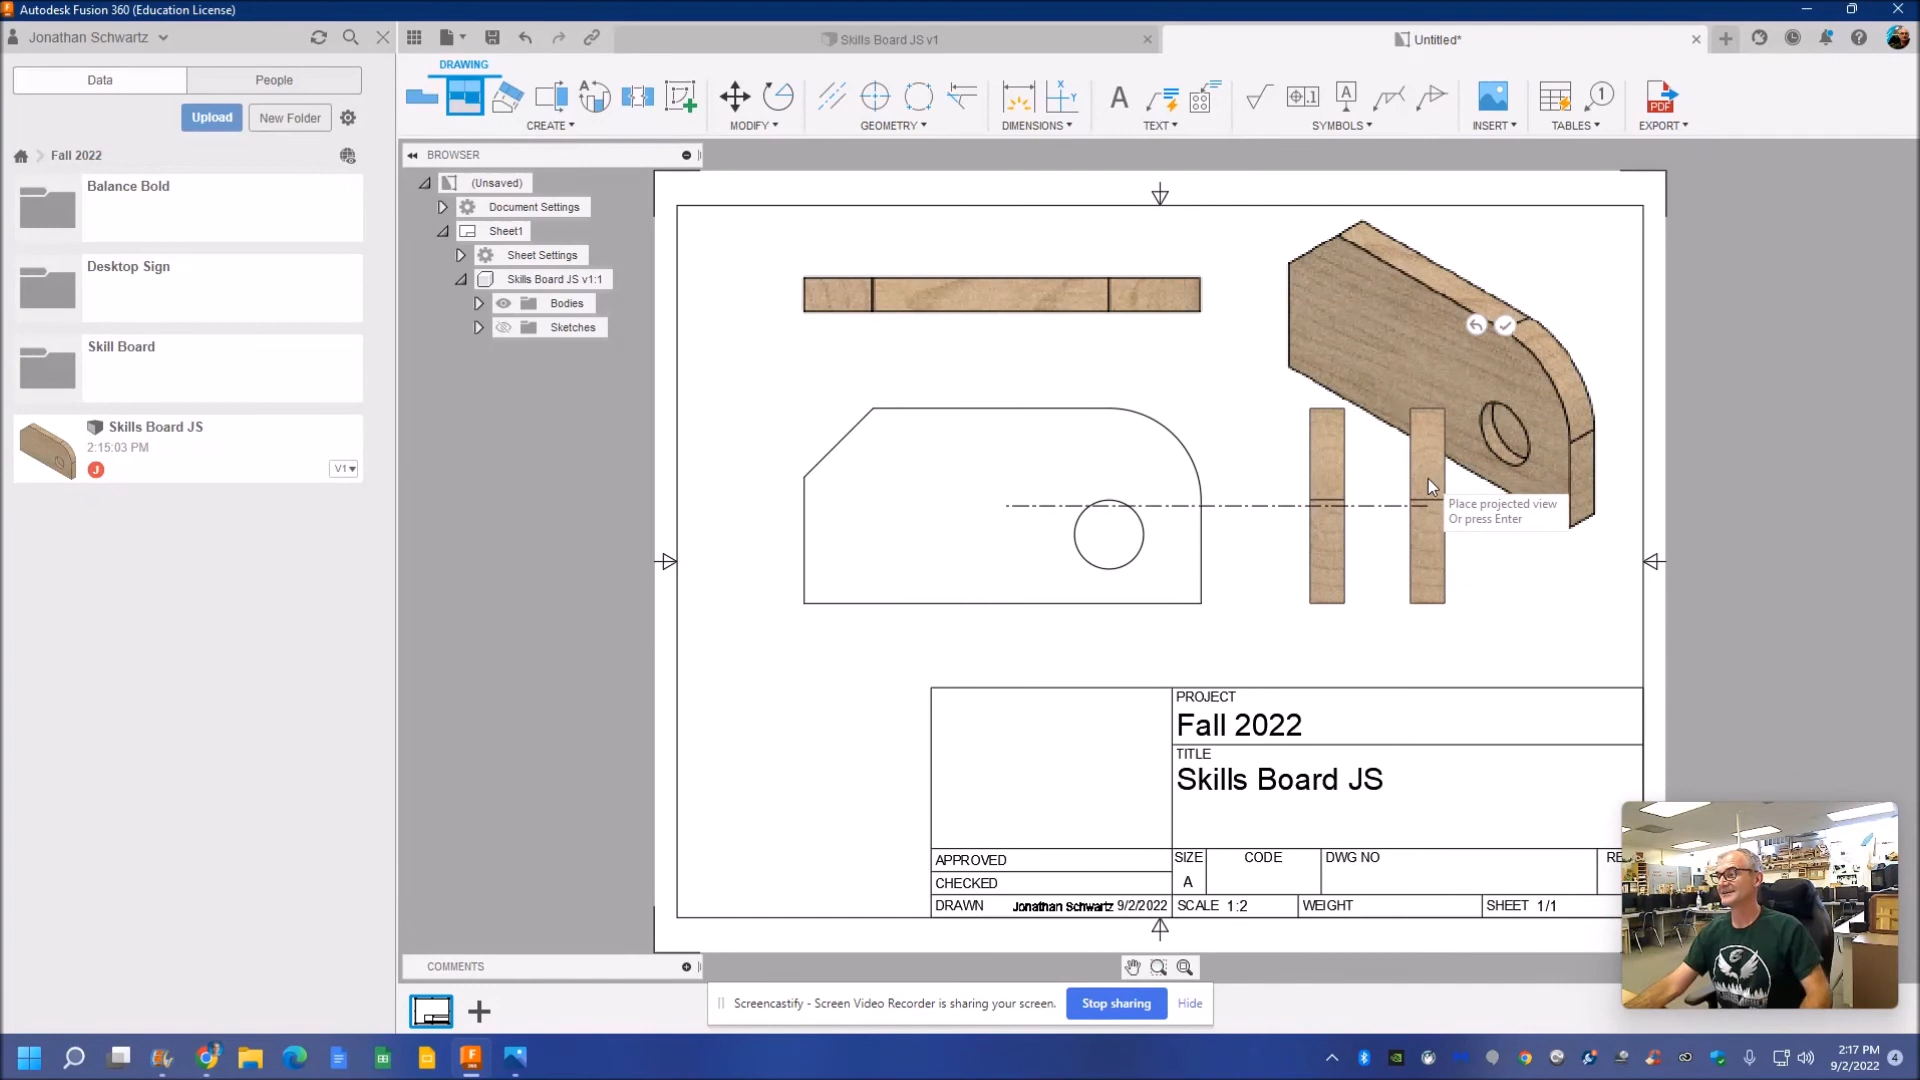 Autodesk Fusion 360 (Education License)
Jonathan Schwartz
Skills Board JS v1
Untitled*
Data
People
Upload
New Folder
Fall 2022
Balance Bold
Desktop Sign
Skill Board
Skills Board JS
2:15:03 PM
J
V1
DRAWING
CREATE
MODIFY
GEOMETRY
DIMENSIONS
TEXT
SYMBOLS
INSERT
TABLES
EXPORT
BROWSER
(Unsaved)
Document Settings
Sheet1
Sheet Settings
Skills Board JS v1:1
Bodies
Sketches
Place projected view
Or press Enter
PROJECT
Fall 2022
TITLE
Skills Board JS
APPROVED
CHECKED
DRAWN Jonathan Schwartz 9/2/2022
SIZE
A
CODE
DWG NO
SCALE 1:2
WEIGHT
SHEET 1/1
COMMENTS
Screencastify - Screen Video Recorder is sharing your screen.
Stop sharing
Hide
2:17 PM
9/2/2022
4